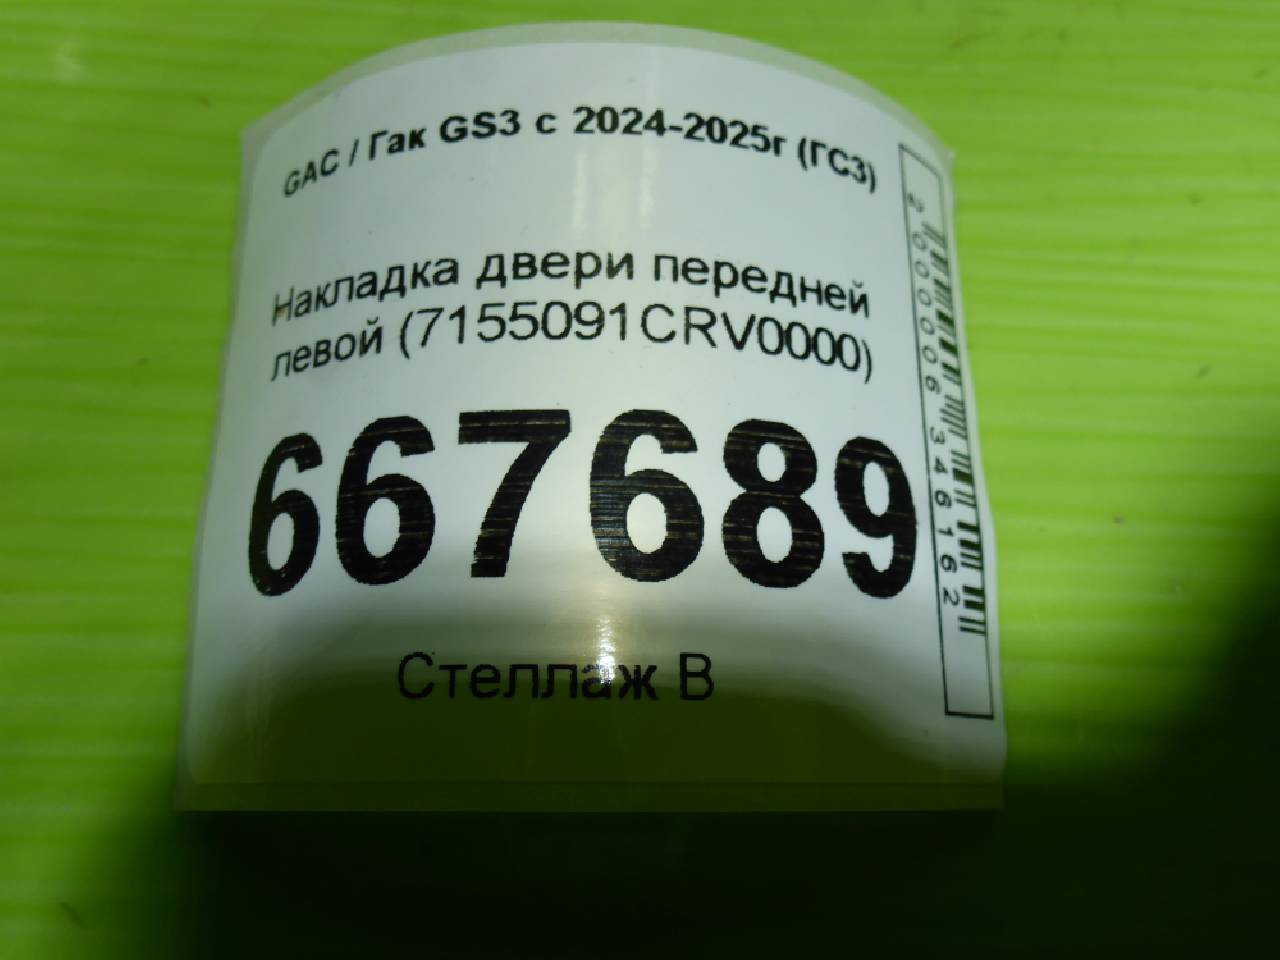 GAC / Гак GS3 с 2024-2025г (ГС3)
Накладка двери передней
левой (7155091CRV0000)
667689
Стеллаж В
2000006346162